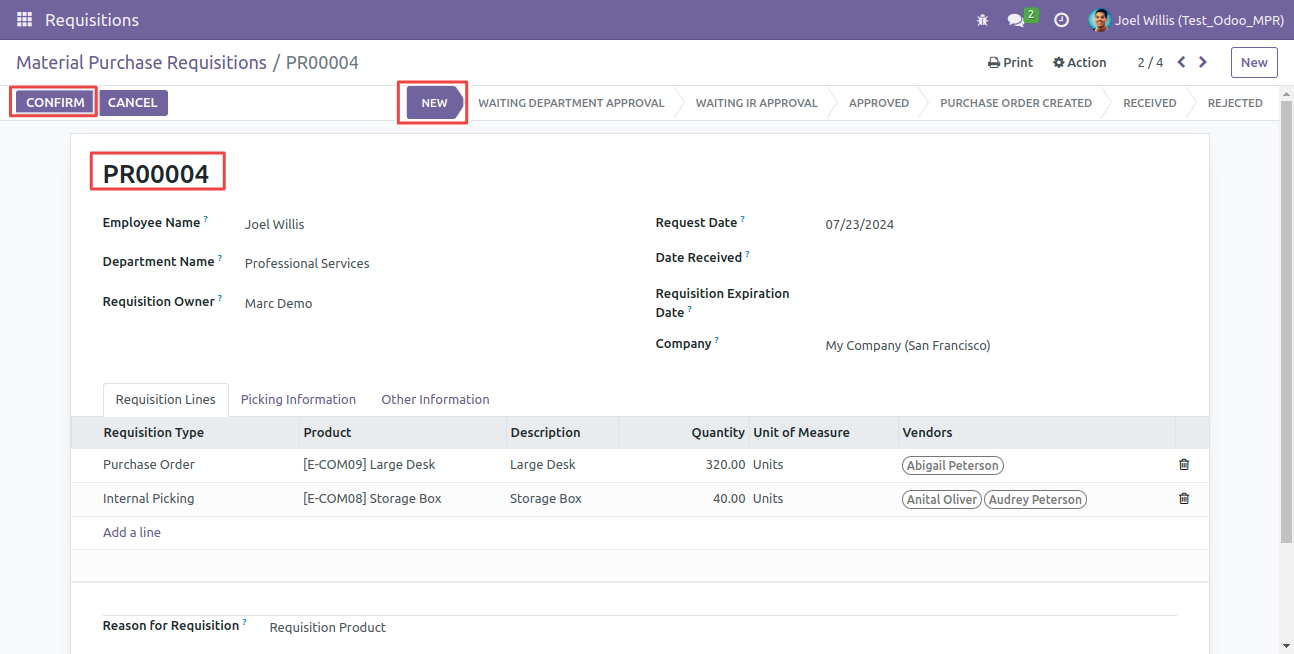 Requisitions 2 Joel Willis (Test_Odoo_MPR)
Material Purchase Requisitions / PR00004 Print Action 2 / 4 New
CONFIRM CANCEL NEW WAITING DEPARTMENT APPROVAL WAITING IR APPROVAL APPROVED PURCHASE ORDER CREATED RECEIVED REJECTED
PR00004
Employee Name ? Joel Willis Request Date ? 07/23/2024
Department Name ? Professional Services Date Received ?
Requisition Owner ? Marc Demo Requisition Expiration
Date ?
Company ? My Company (San Francisco)
Requisition Lines Picking Information Other Information
Requisition Type Product Description Quantity Unit of Measure Vendors
Purchase Order [E-COM09] Large Desk Large Desk 320.00 Units Abigail Peterson
Internal Picking [E-COM08] Storage Box Storage Box 40.00 Units Anital Oliver Audrey Peterson
Add a line
Reason for Requisition ? Requisition Product